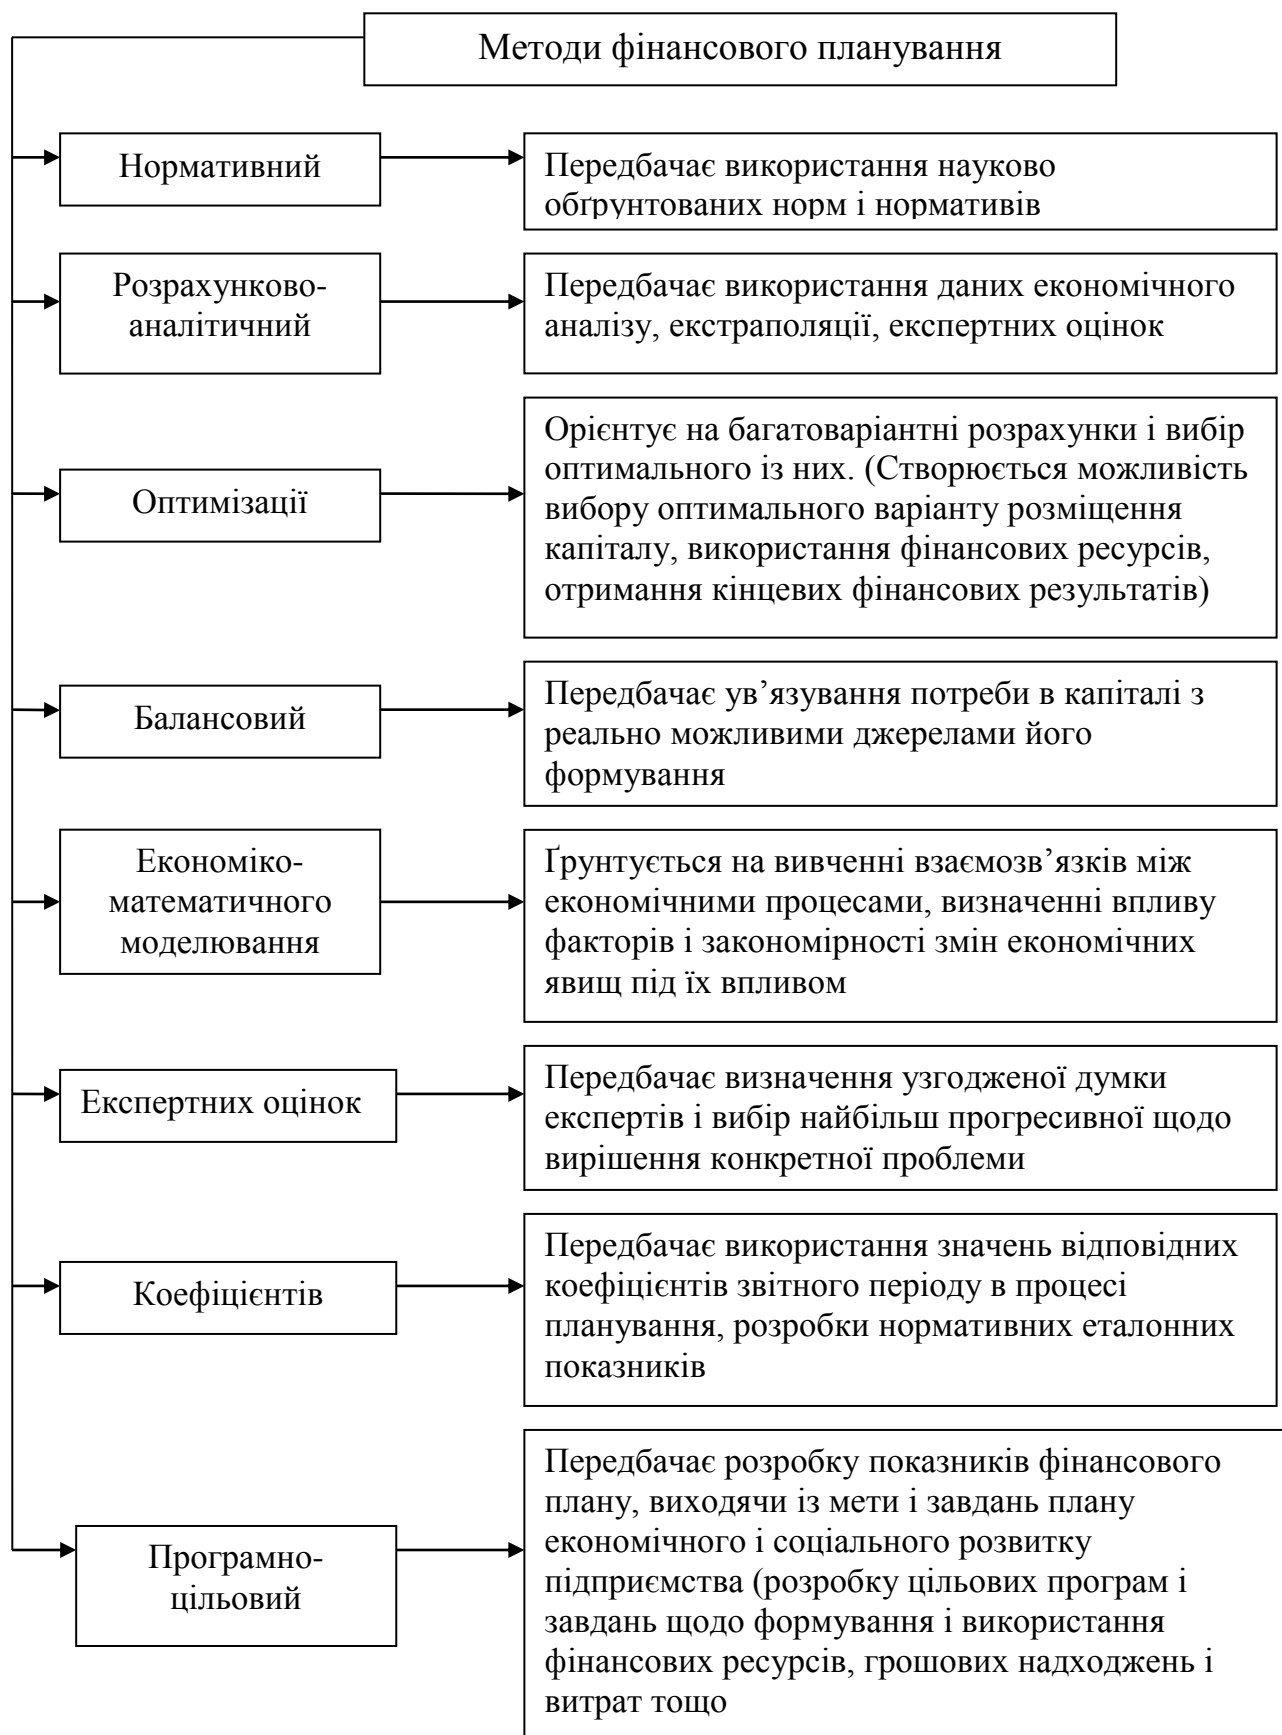 Методи фінансового планування
Нормативний
Передбачає використання науково
обґрунтованих норм і нормативів
Розрахунково-
аналітичний
Передбачає використання даних економічного
аналізу, екстраполяції, експертних оцінок
Оптимізації
Орієнтує на багатоваріантні розрахунки і вибір
оптимального із них. (Створюється можливість
вибору оптимального варіанту розміщення
капіталу, використання фінансових ресурсів,
отримання кінцевих фінансових результатів)
Балансовий
Передбачає ув’язування потреби в капіталі з
реально можливими джерелами його
формування
Економіко-
математичного
моделювання
Ґрунтується на вивченні взаємозв’язків між
економічними процесами, визначенні впливу
факторів і закономірності змін економічних
явищ під їх впливом
Експертних оцінок
Передбачає визначення узгодженої думки
експертів і вибір найбільш прогресивної щодо
вирішення конкретної проблеми
Коефіцієнтів
Передбачає використання значень відповідних
коефіцієнтів звітного періоду в процесі
планування, розробки нормативних еталонних
показників
Програмно-
цільовий
Передбачає розробку показників фінансового
плану, виходячи із мети і завдань плану
економічного і соціального розвитку
підприємства (розробку цільових програм і
завдань щодо формування і використання
фінансових ресурсів, грошових надходжень і
витрат тощо